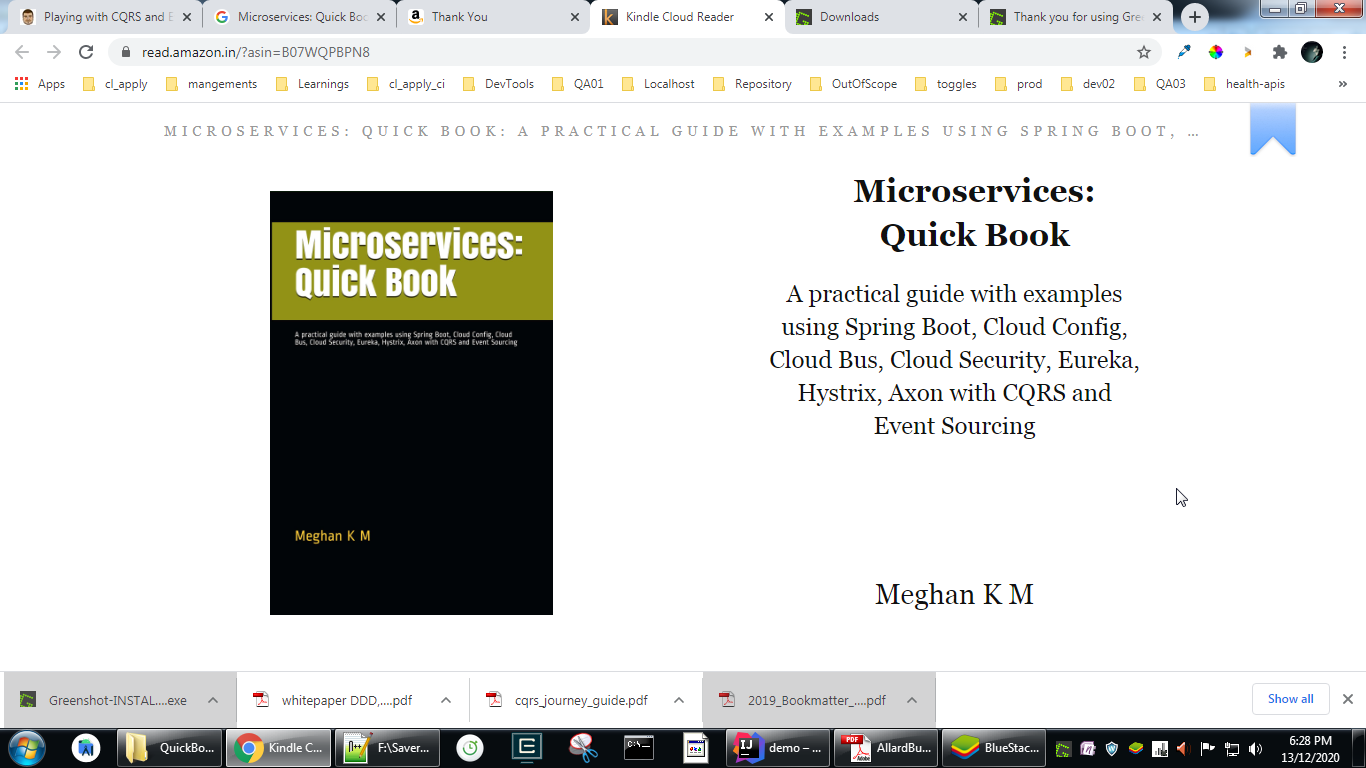 Playing with CQRS and E
Microservices: Quick Boo
Thank You
Kindle Cloud Reader
Downloads
Thank you for using Gre
read.amazon.in/?asin=B07WQPBPN8
Apps
cl_apply
mangements
Learnings
cl_apply_ci
DevTools
QA01
Localhost
Repository
OutOfScope
toggles
prod
dev02
QA03
health-apis
»
MICROSERVICES: QUICK BOOK: A PRACTICAL GUIDE WITH EXAMPLES USING SPRING BOOT, ...
Microservices:
Quick Book
A practical guide with examples using Spring Boot, Cloud Config, Cloud
Bus, Cloud Security, Eureka, Hystrix, Axon with CQRS and Event Sourcing
Meghan K M
Microservices:
Quick Book
A practical guide with examples
using Spring Boot, Cloud Config,
Cloud Bus, Cloud Security, Eureka,
Hystrix, Axon with CQRS and
Event Sourcing
Meghan K M
Greenshot-INSTAL....exe
whitepaper DDD,....pdf
cqrs_journey_guide.pdf
2019_Bookmatter_....pdf
Show all
QuickBo...
Kindle C...
F:\Saver...
C:\_
demo – ...
AllardBu...
BlueStac...
6:28 PM
13/12/2020